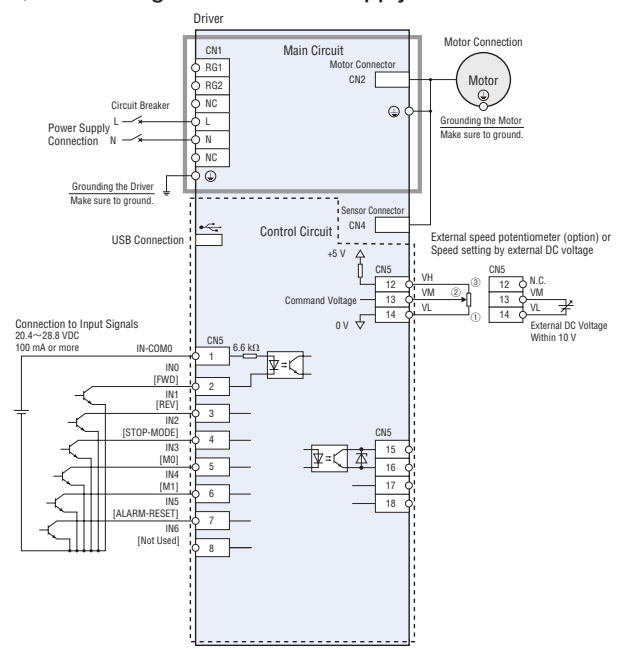 Driver
Motor Connection
CN1
Main Circuit
Motor Connector
CN2
RG1
RG2
NC
L
N
NC
Motor
Circuit Breaker
Power Supply
Connection
L
N
Grounding the Motor
Make sure to ground.
Grounding the Driver
Make sure to ground.
Sensor Connector
CN4
USB Connection
Control Circuit
External speed potentiometer (option) or
Speed setting by external DC voltage
+5 V
CN5
12
13
14
VH
VM
VL
③
②
①
Command Voltage
0 V
CN5
12
13
14
N.C.
VM
VL
External DC Voltage
Within 10 V
Connection to Input Signals
20.4～28.8 VDC
100 mA or more
IN-COM0
CN5
1
6.6 kΩ
IN0
[FWD]
2
IN1
[REV]
3
IN2
[STOP-MODE]
4
IN3
[M0]
5
IN4
[M1]
6
IN5
[ALARM-RESET]
7
IN6
[Not Used]
8
CN5
15
16
17
18